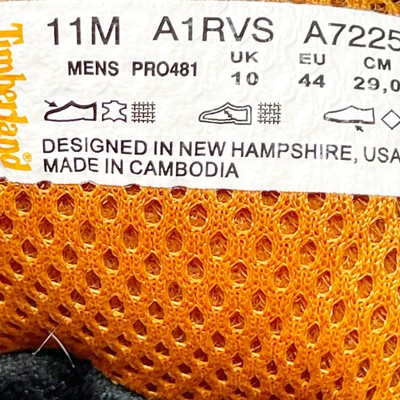 Timberland®
11M A1RVS A7225
MENS PRO481 UK 10 EU 44 CM 29,0
DESIGNED IN NEW HAMPSHIRE, USA
MADE IN CAMBODIA